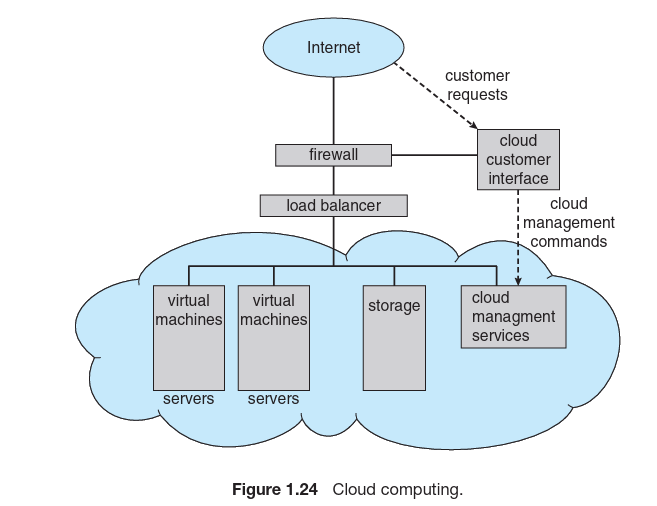 Internet
customer
requests
firewall
cloud
customer
interface
load balancer
cloud
management
commands
virtual
machines
virtual
machines
storage
cloud
managment
services
servers
servers
Figure 1.24 Cloud computing.